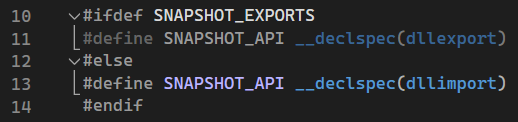 10 #ifdef SNAPSHOT_EXPORTS
11 #define SNAPSHOT_API __declspec(dllexport)
12 #else
13 #define SNAPSHOT_API __declspec(dllimport)
14 #endif